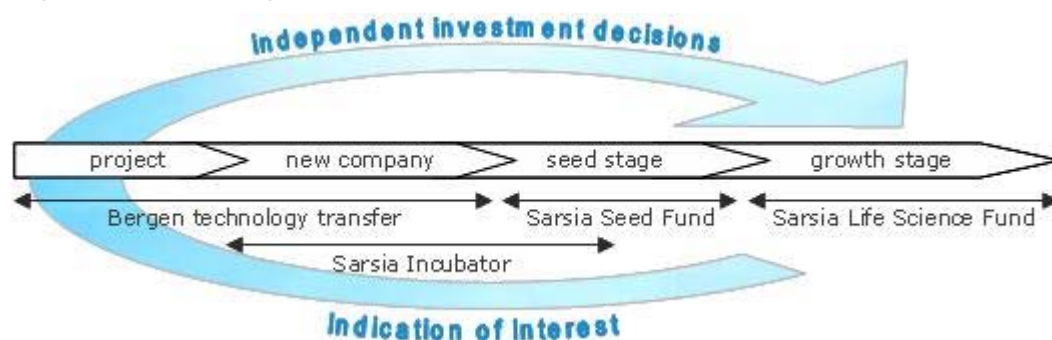 independent investment decisions
project new company seed stage growth stage
Bergen technology transfer Sarsia Seed Fund Sarsia Life Science Fund
Sarsia Incubator
indication of interest